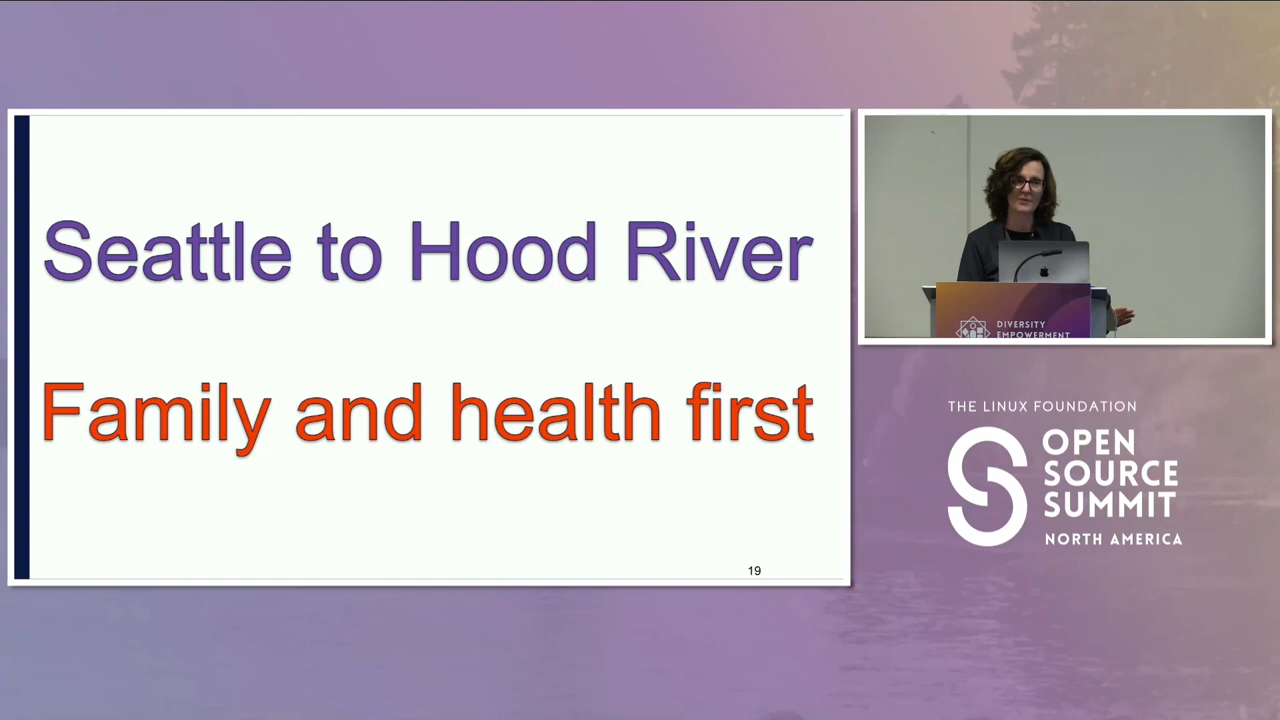 Seattle to Hood River
Family and health first
19
DIVERSITY
EMPOWERMENT
THE LINUX FOUNDATION
OPEN
SOURCE
SUMMIT
NORTH AMERICA